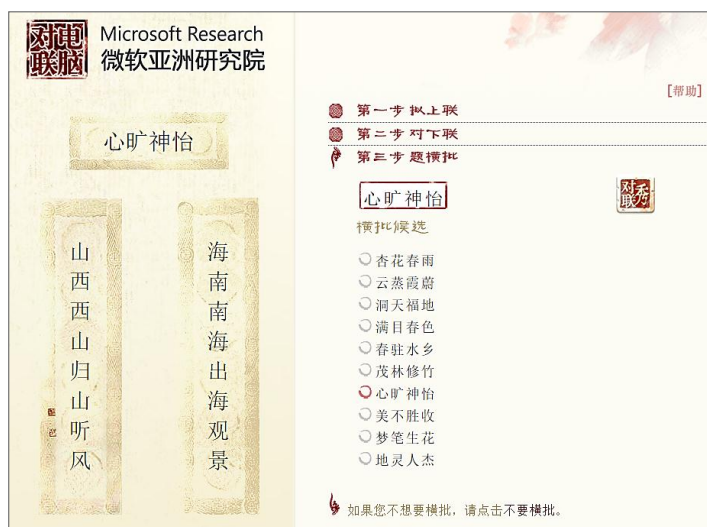 对联
电脑
Microsoft Research
微软亚洲研究院
[帮助]
心旷神怡
海南南海出海观景
山西西山归山听风
第一步 拟上联
第二步 对下联
第三步 题横批
心旷神怡
对联秀
横批候选
杏花春雨
云蒸霞蔚
洞天福地
满目春色
春驻水乡
茂林修竹
心旷神怡
美不胜收
梦笔生花
地灵人杰
如果您不想要横批，请点击不要横批。